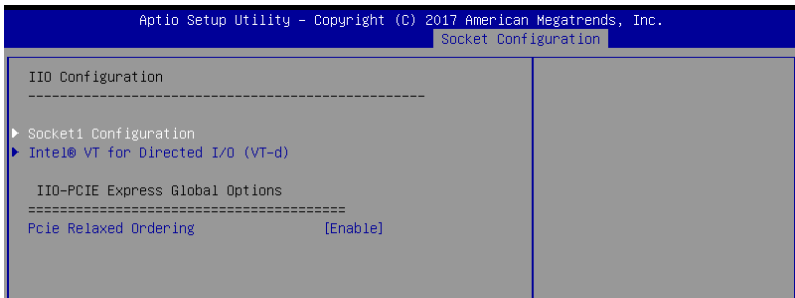 Aptio Setup Utility – Copyright (C) 2017 American Megatrends, Inc.
Socket Configuration
IIO Configuration
--------------------------------------------------
Socket1 Configuration
Intel® VT for Directed I/O (VT-d)
IIO-PCIE Express Global Options
========================================
Pcie Relaxed Ordering [Enable]